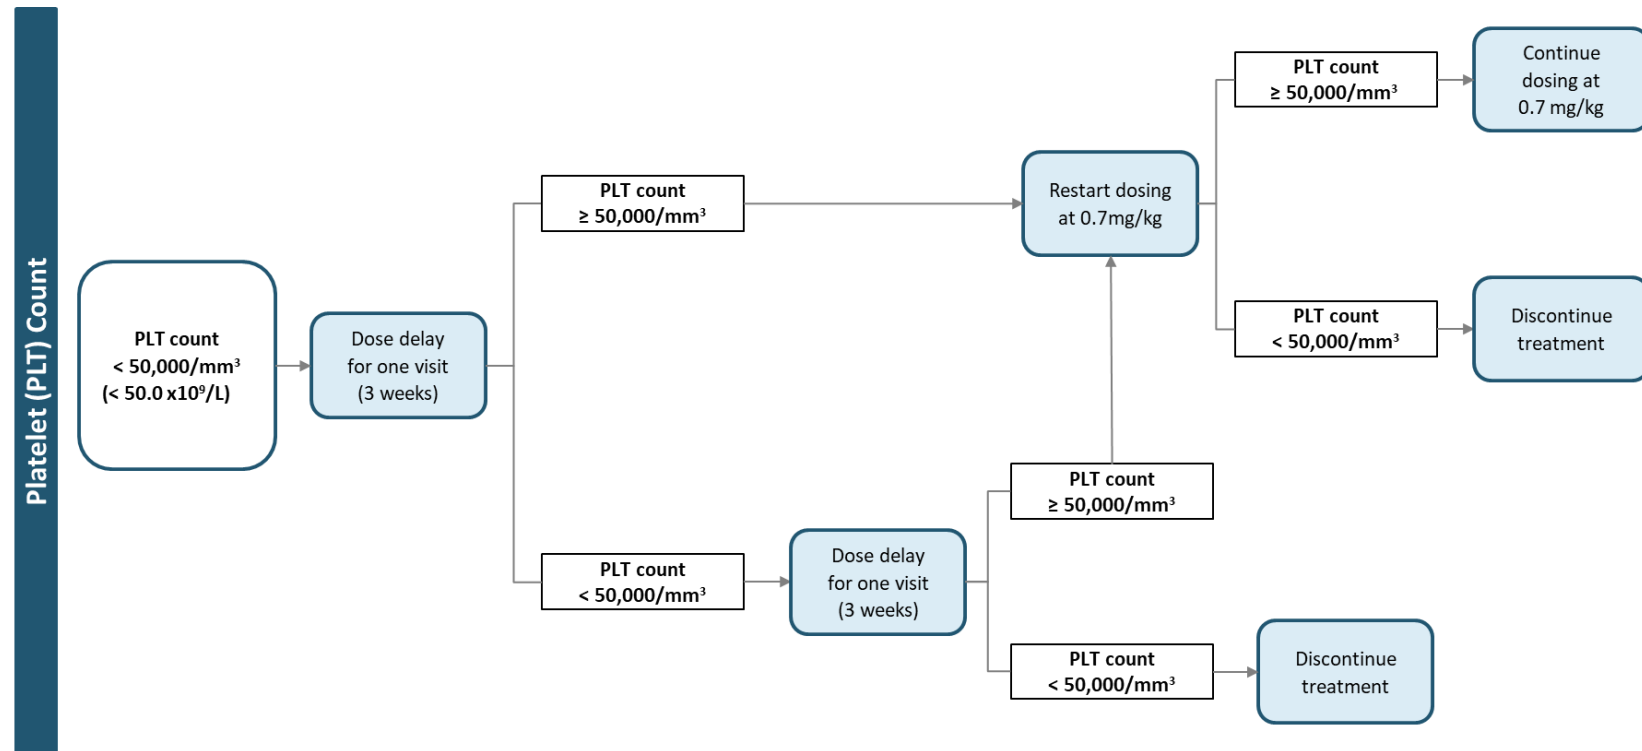 Platelet (PLT) Count
PLT count
< 50,000/mm³
(< 50.0 x10⁹/L)
Dose delay
for one visit
(3 weeks)
PLT count
≥ 50,000/mm³
PLT count
< 50,000/mm³
Dose delay
for one visit
(3 weeks)
PLT count
≥ 50,000/mm³
PLT count
< 50,000/mm³
Discontinue
treatment
Restart dosing
at 0.7mg/kg
PLT count
≥ 50,000/mm³
Continue
dosing at
0.7 mg/kg
PLT count
< 50,000/mm³
Discontinue
treatment